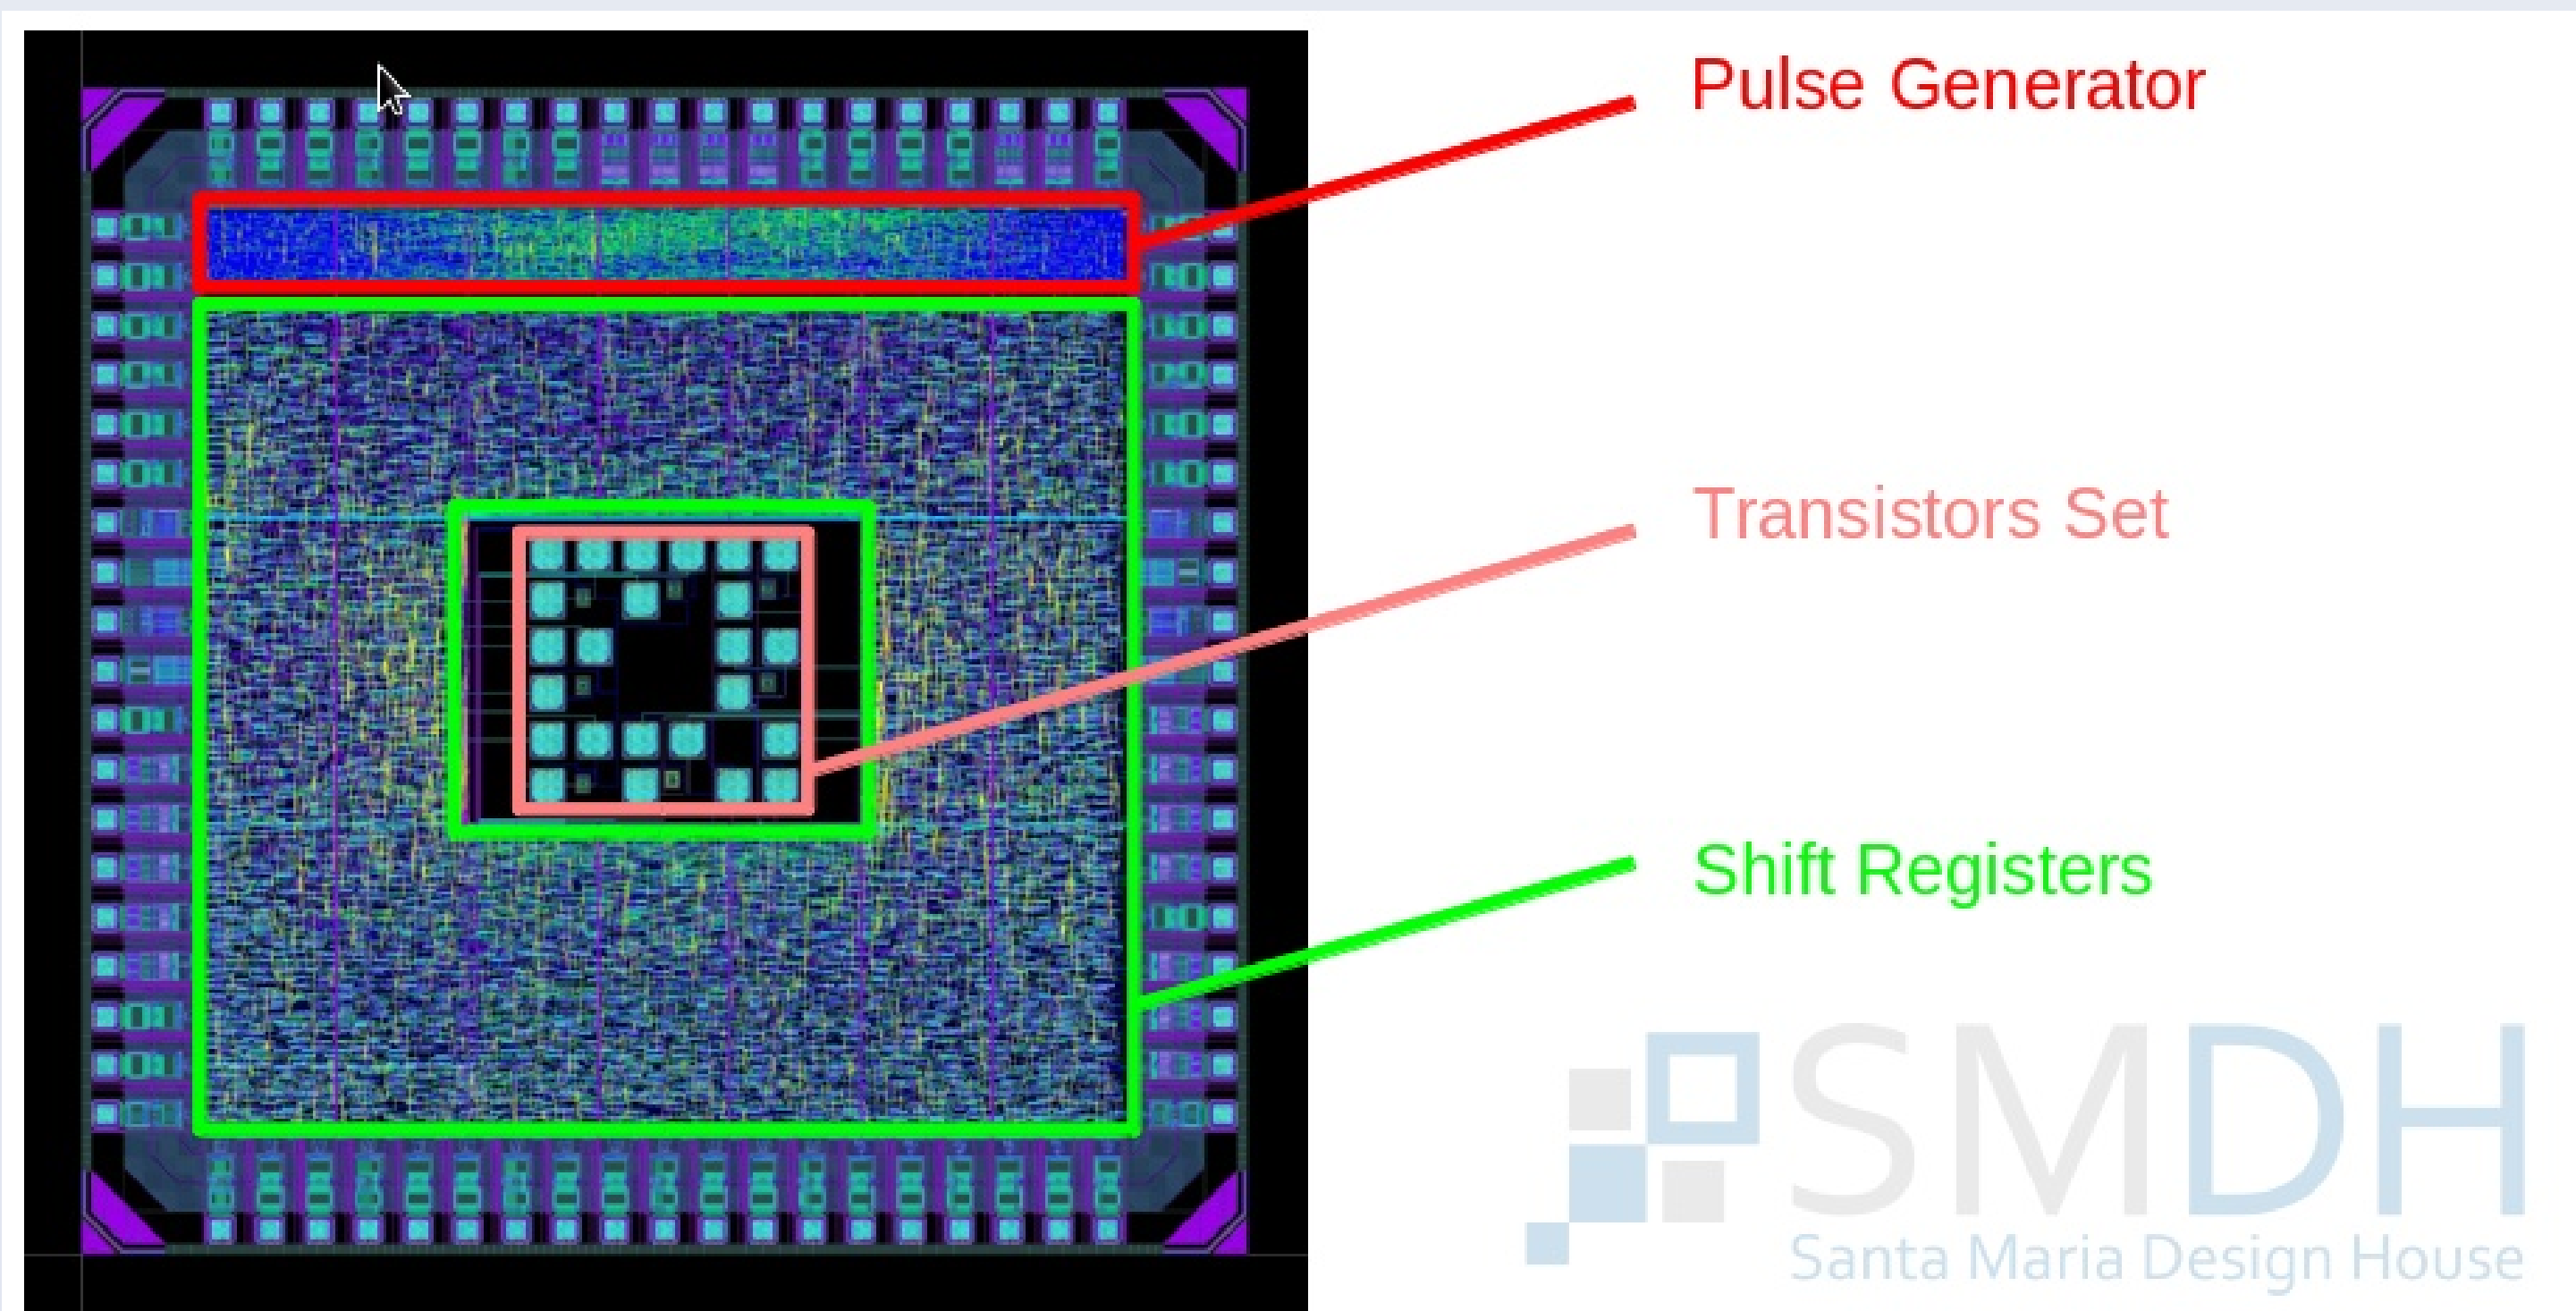 Pulse Generator
Transistors Set
Shift Registers
SMDH
Santa Maria Design House